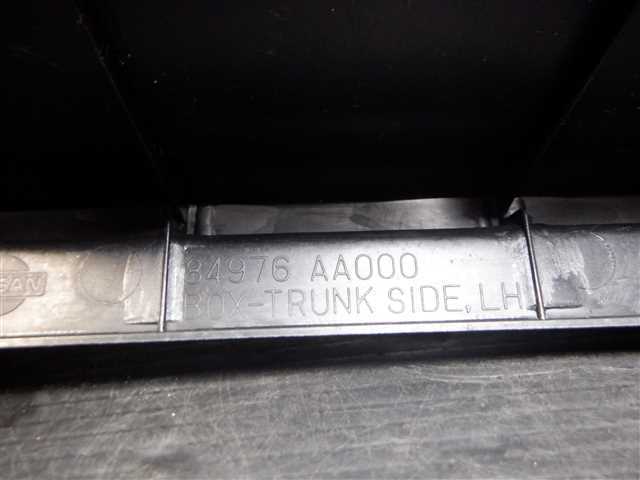 84976 AA000
BOX-TRUNK SIDE, LH